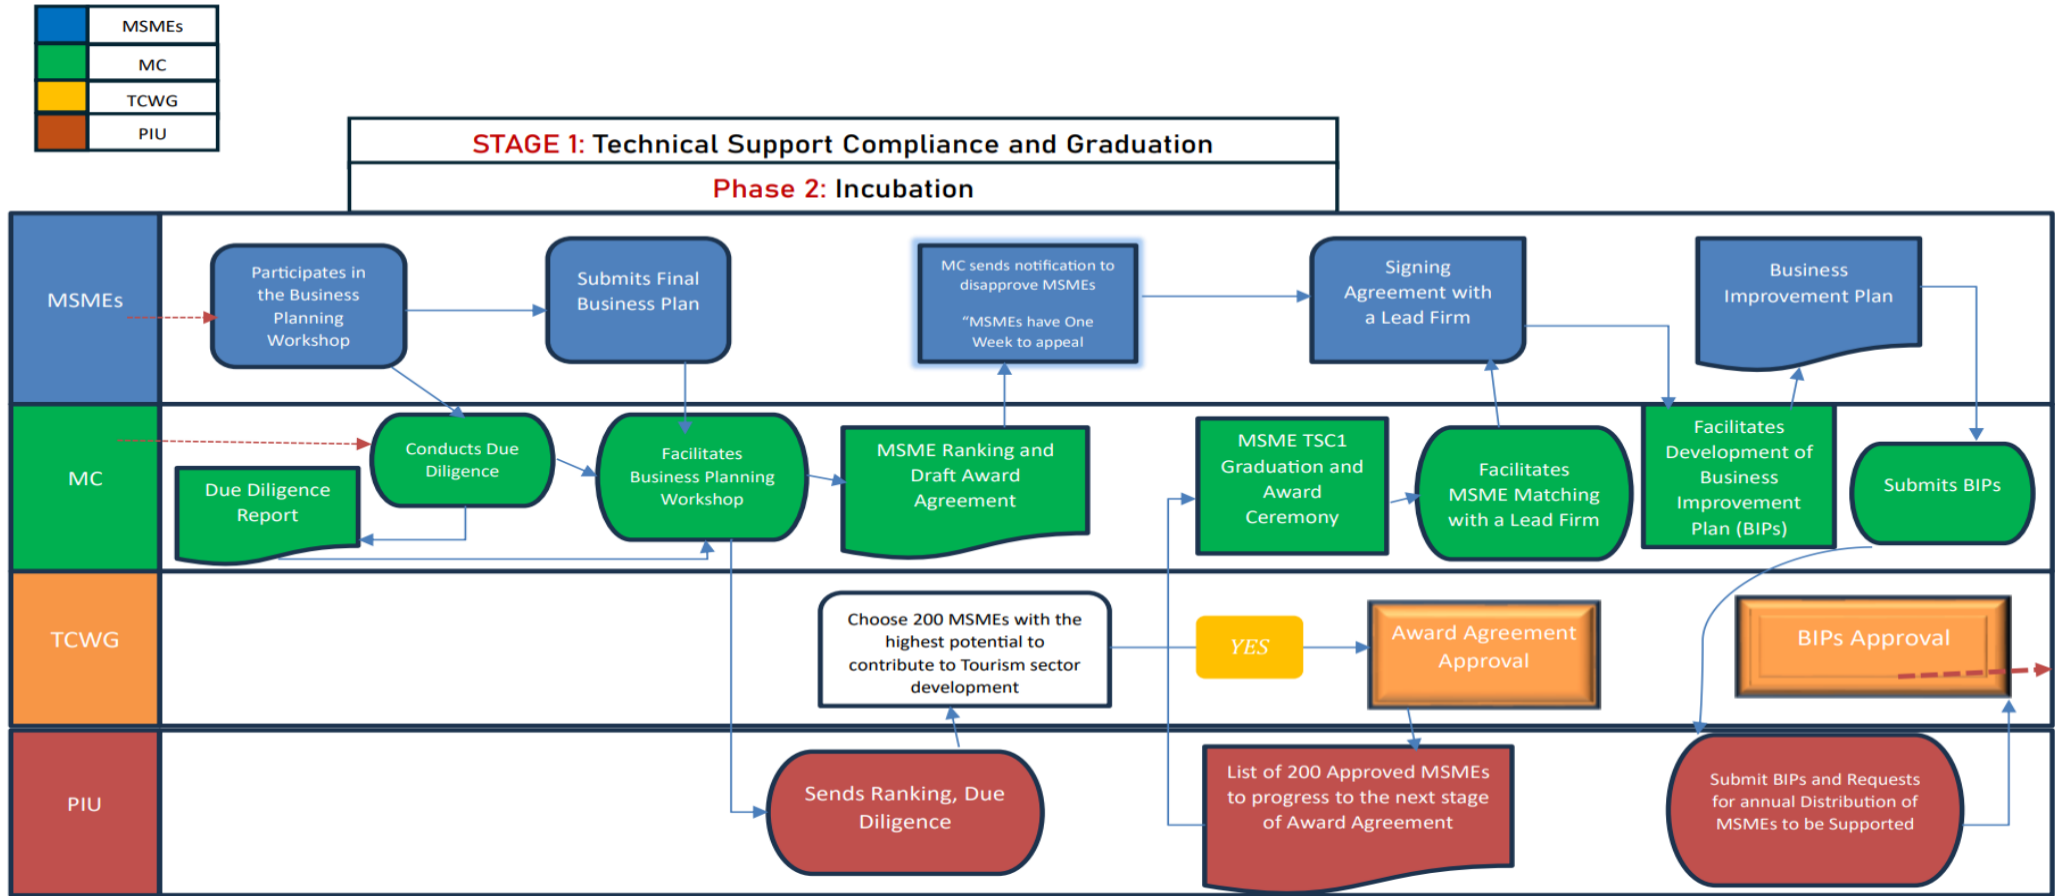 MSMEs
MC
TCWG
PIU
STAGE 1: Technical Support Compliance and Graduation
Phase 2: Incubation
MSMEs
Participates in
the Business
Planning
Workshop
Submits Final
Business Plan
MC sends notification to
disapprove MSMEs
“MSMEs have One
Week to appeal
Signing
Agreement with
a Lead Firm
Business
Improvement Plan
MC
Due Diligence
Report
Conducts Due
Diligence
Facilitates
Business Planning
Workshop
MSME Ranking and
Draft Award
Agreement
MSME TSC1
Graduation and
Award
Ceremony
Facilitates
MSME Matching
with a Lead Firm
Facilitates
Development of
Business
Improvement
Plan (BIPs)
Submits BIPs
TCWG
Choose 200 MSMEs with the
highest potential to
contribute to Tourism sector
development
YES
Award Agreement
Approval
BIPs Approval
PIU
Sends Ranking, Due
Diligence
List of 200 Approved MSMEs
to progress to the next stage
of Award Agreement
Submit BIPs and Requests
for annual Distribution of
MSMEs to be Supported